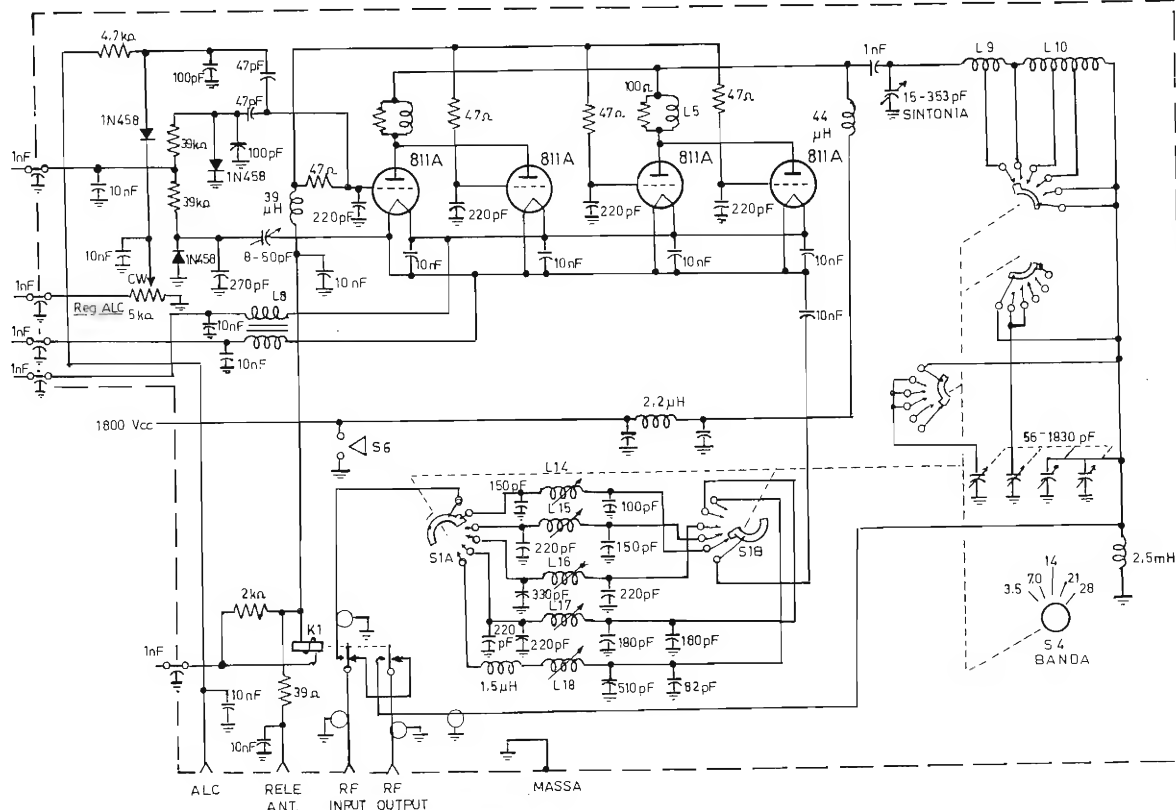 4.7kΩ
100pF
47pF
1N458
47pF
39kΩ
100pF
1N458
1nF
10nF
39kΩ
47Ω
39 µH
220pF
811A
47Ω
220pF
811A
47Ω
100Ω
L5
220pF
811A
47Ω
220pF
811A
44 µH
1nF
15-353pF
SINTONIA
L9
L10
10nF
1N458
270pF
8-50pF
10nF
10nF
10nF
10nF
10nF
CW
Reg ALC
5kΩ
1nF
L8
10nF
10nF
1nF
1nF
10nF
1800 Vcc
S6
2,2µH
56-1830 pF
L14
150pF
100pF
L15
220pF
150pF
L16
330pF
220pF
L17
220 pF
220pF
180pF
180pF
1,5µH
L18
510pF
82pF
S1A
S1B
2,5mH
3.5
7.0
14
21
28
S4
BANDA
2kΩ
K1
1nF
39Ω
10nF
10nF
ALC
RELE ANT.
RF INPUT
RF OUTPUT
MASSA